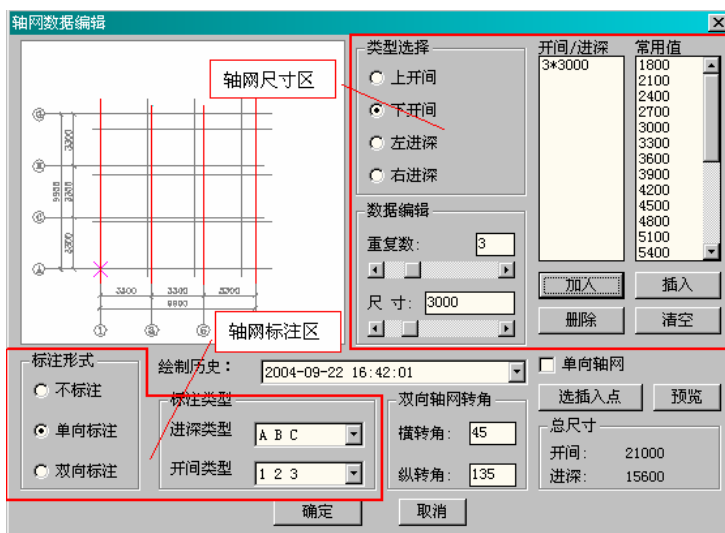 轴网数据编辑
类型选择
上开间
下开间
左进深
右进深
开间/进深
3*3000
常用值
1800
2100
2400
2700
3000
3300
3600
3900
4200
4500
4800
5100
5400
轴网尺寸区
3300
3300
3300
9900
3300
3300
3300
9900
1
轴网标注区
数据编辑
重复数:
3
尺 寸:
3000
加入
插入
删除
清空
标注形式
不标注
单向标注
双向标注
绘制历史:
2004-09-22 16:42:01
标注类型
进深类型
A B C
开间类型
1 2 3
双向轴网转角
横转角:
45
纵转角:
135
单向轴网
选插入点
预览
总尺寸
开间: 21000
进深: 15600
确定
取消